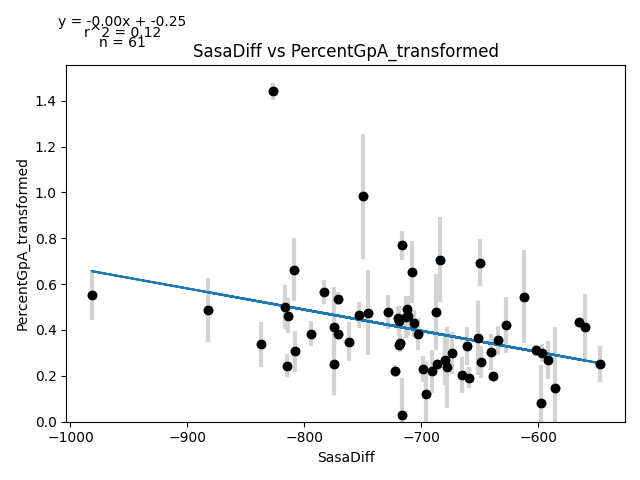 y = -0.00x + -0.25
r^2 = 0.12
n = 61
SasaDiff vs PercentGpA_transformed
PercentGpA_transformed
1.4
1.2
1.0
0.8
0.6
0.4
0.2
0.0
−1000 −900 −800 −700 −600
SasaDiff